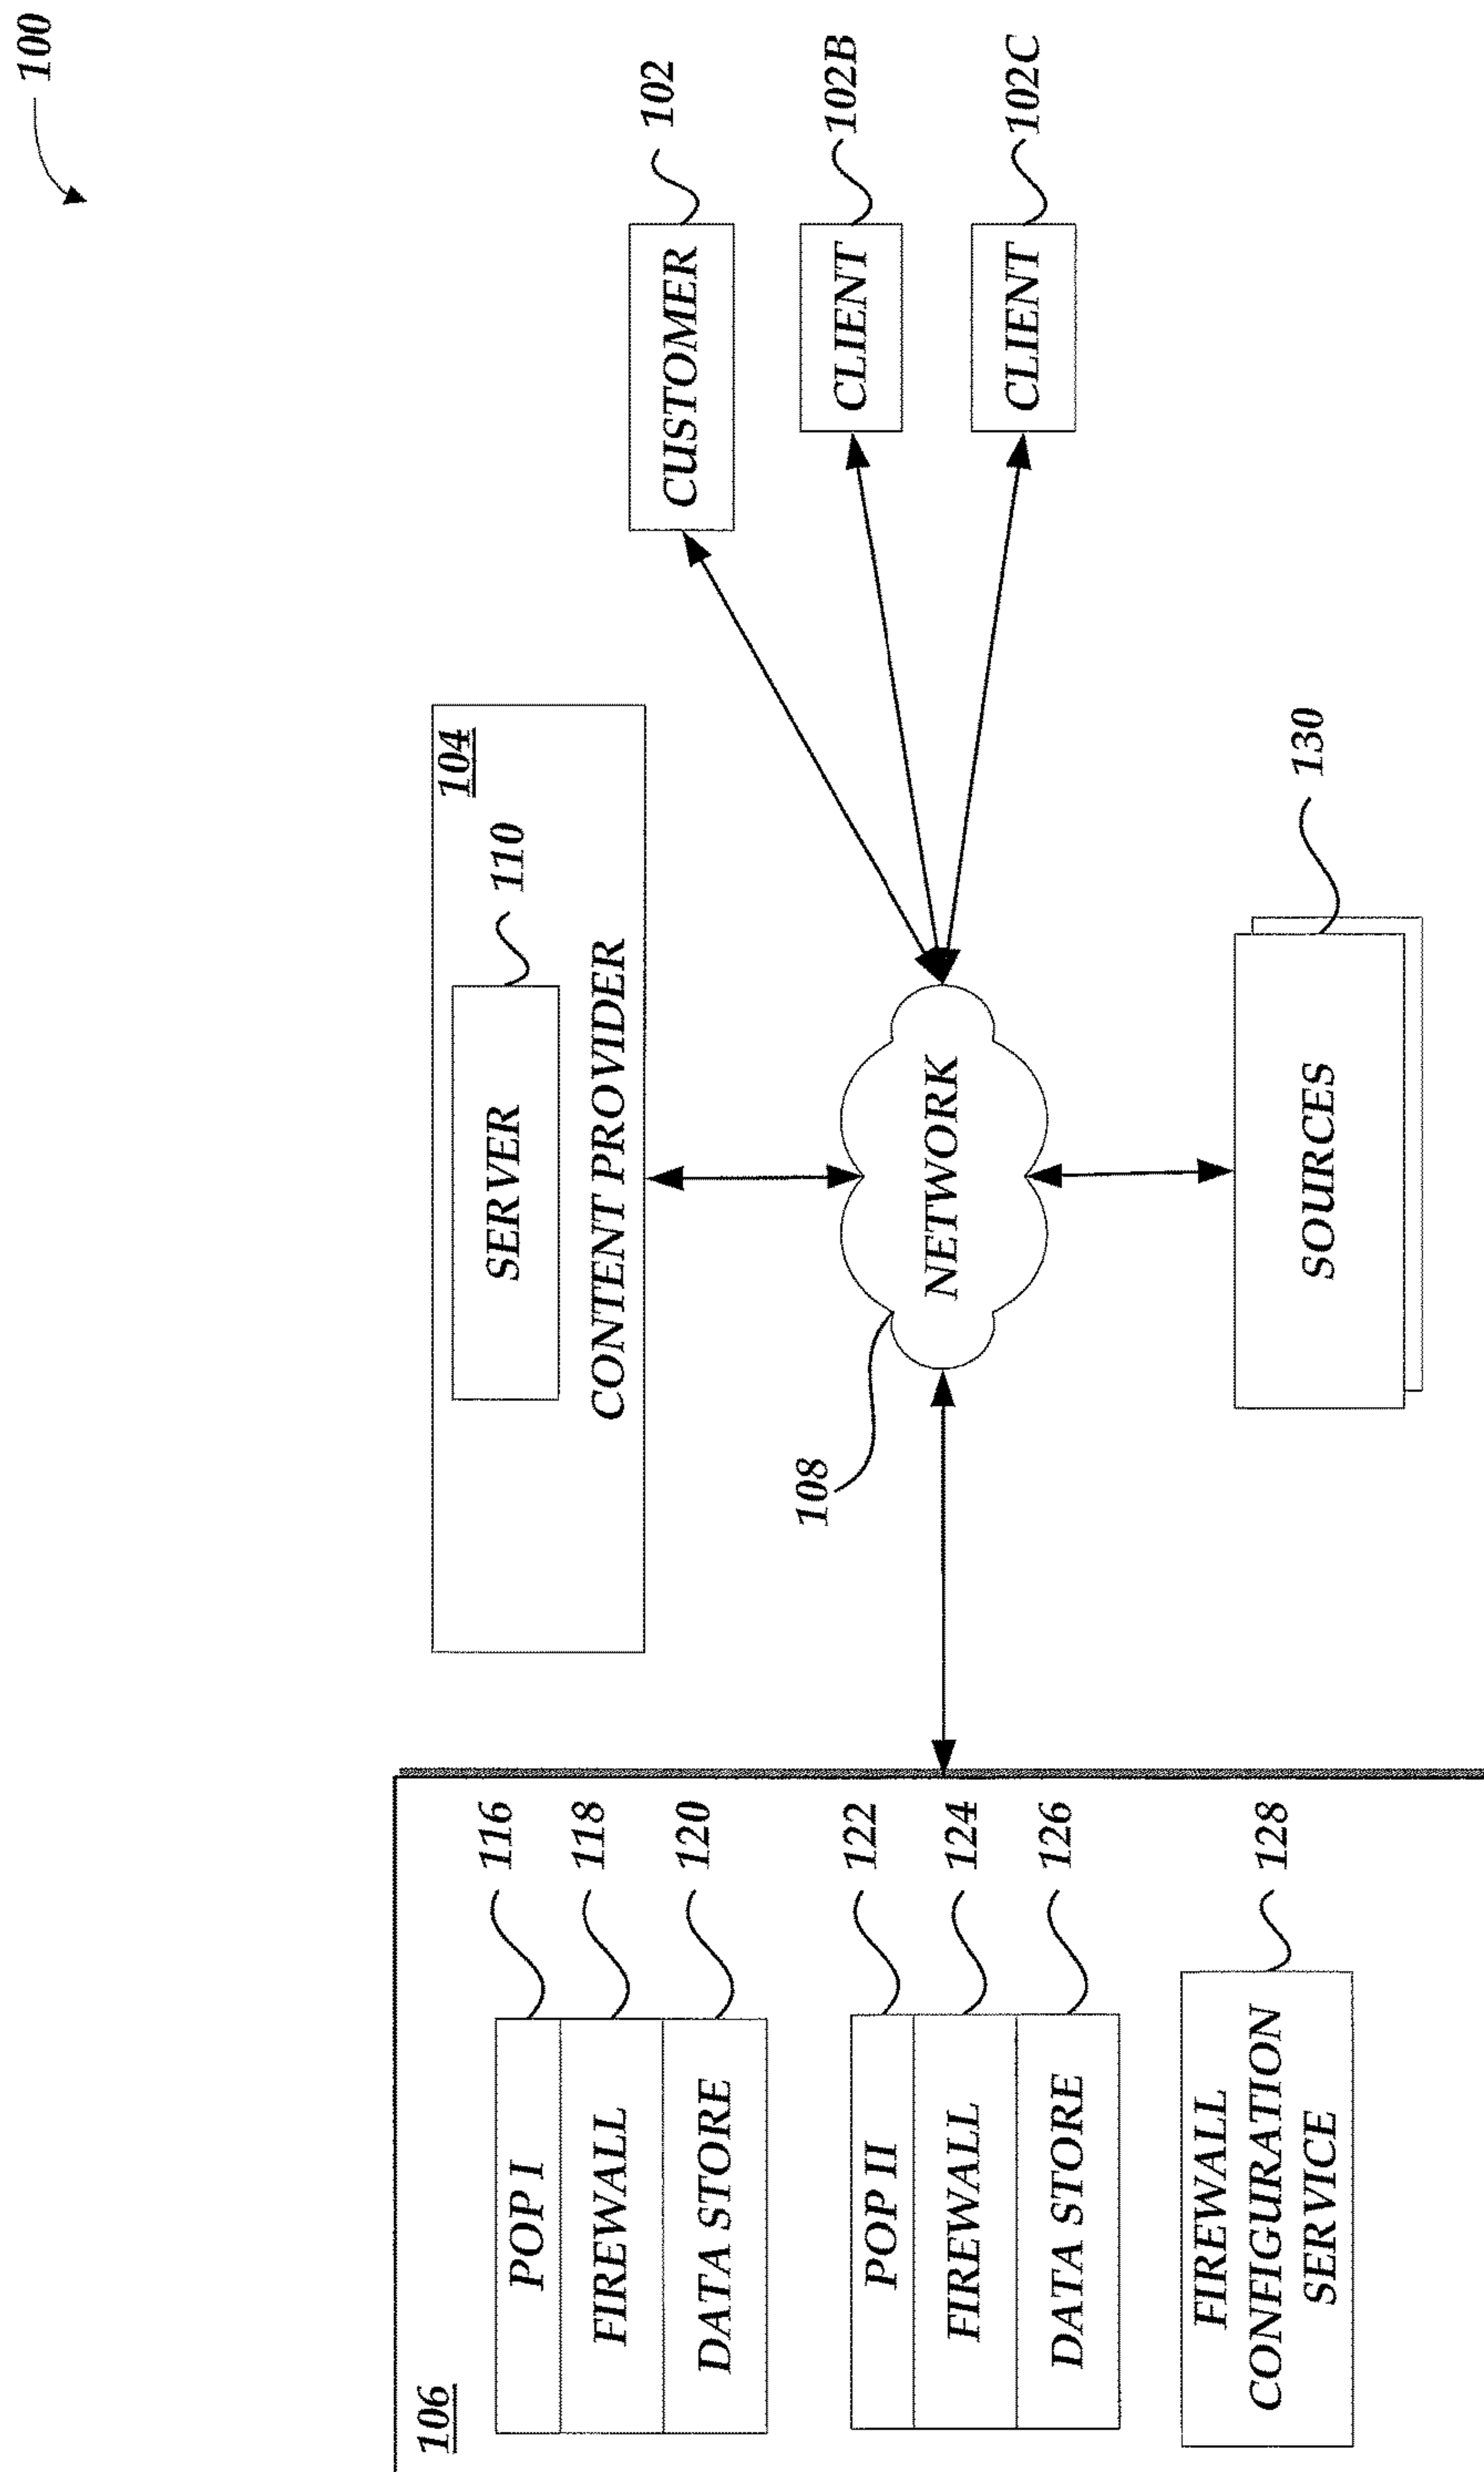 100
106
POP I
116
FIREWALL
118
DATA STORE
120
POP II
122
FIREWALL
124
DATA STORE
126
FIREWALL
CONFIGURATION
SERVICE
128
104
SERVER
110
CONTENT PROVIDER
108
NETWORK
SOURCES
130
CUSTOMER
102
CLIENT
102B
CLIENT
102C